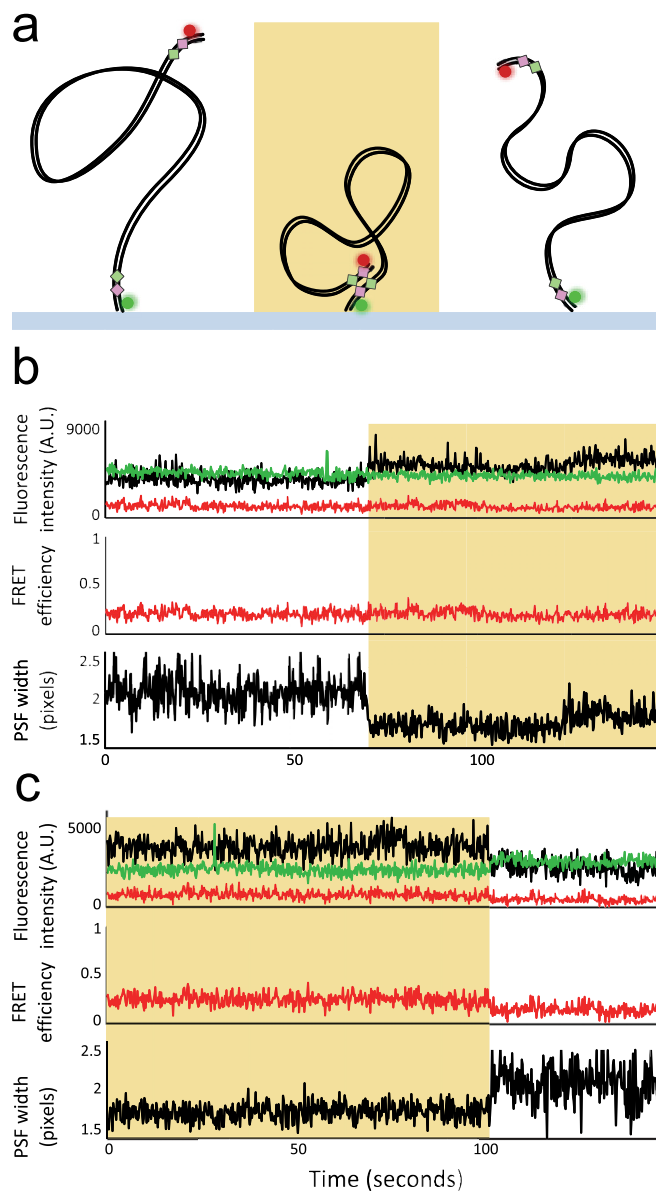 a
b
Fluorescence
intensity (A.U.)
9000
0
FRET
efficiency
1
0.5
0
PSF width
(pixels)
2.5
2
1.5
0
50
100
c
Fluorescence
intensity (A.U.)
5000
0
FRET
efficiency
1
0.5
0
PSF width
(pixels)
2.5
2
1.5
50
100
Time (seconds)